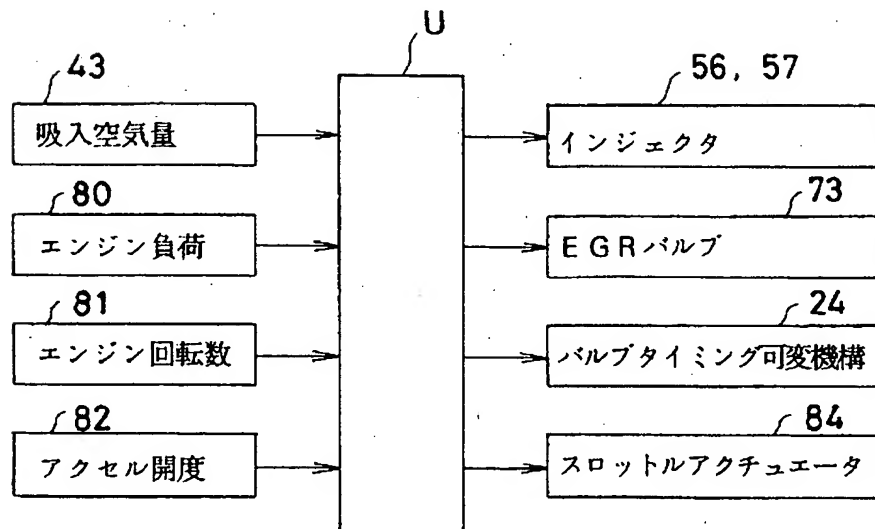 U
43
吸入空気量
80
エンジン負荷
81
エンジン回転数
82
アクセル開度
56, 57
インジェクタ
73
EGRバルブ
24
バルブタイミング可変機構
84
スロットルアクチュエータ